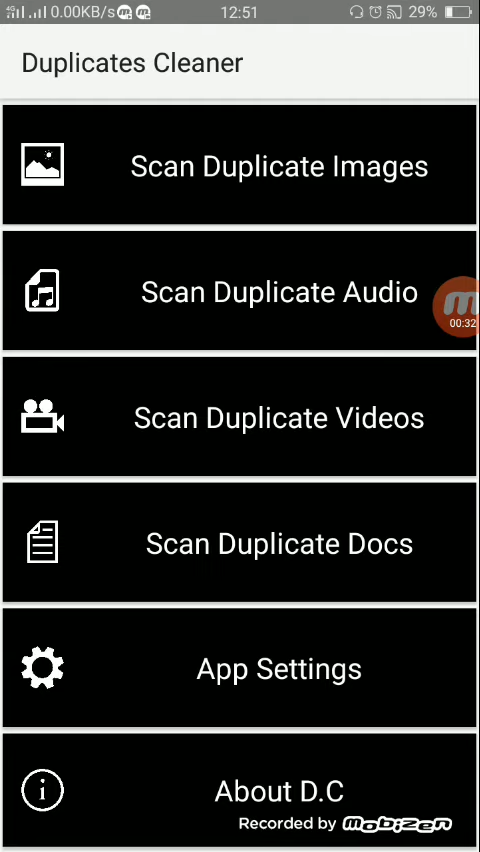 4G 0.00KB/s 12:51 29%
Duplicates Cleaner
Scan Duplicate Images
Scan Duplicate Audio
00:32
Scan Duplicate Videos
Scan Duplicate Docs
App Settings
About D.C
Recorded by mobizen